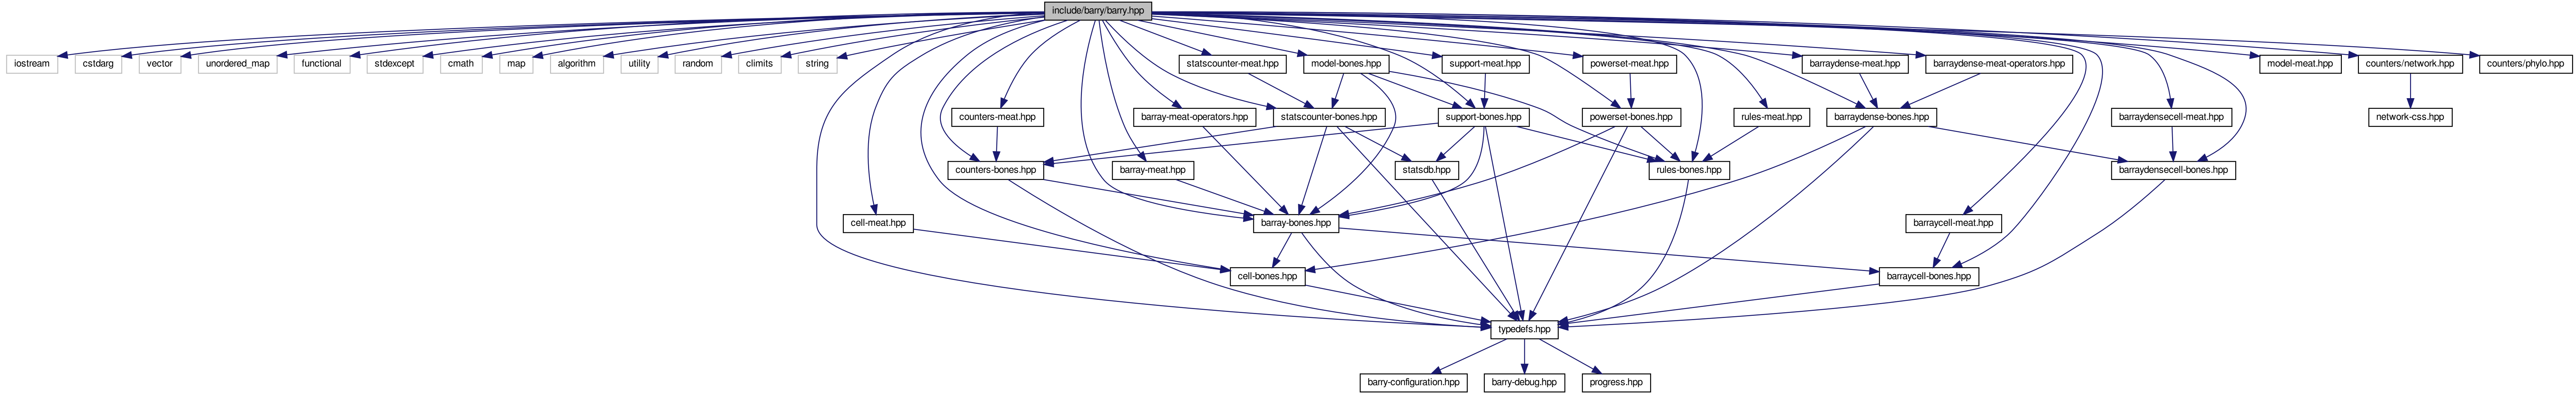 include/barry/barry.hpp
iostream
cstdarg
vector
unordered_map
functional
stdexcept
cmath
map
algorithm
utility
random
climits
string
statscounter-meat.hpp
model-bones.hpp
support-meat.hpp
powerset-meat.hpp
barraydense-meat.hpp
barraydense-meat-operators.hpp
model-meat.hpp
counters/network.hpp
counters/phylo.hpp
counters-meat.hpp
barray-meat-operators.hpp
statscounter-bones.hpp
support-bones.hpp
powerset-bones.hpp
rules-meat.hpp
barraydense-bones.hpp
barraydensecell-meat.hpp
network-css.hpp
counters-bones.hpp
barray-meat.hpp
statsdb.hpp
rules-bones.hpp
barraydensecell-bones.hpp
cell-meat.hpp
barray-bones.hpp
barraycell-meat.hpp
cell-bones.hpp
barraycell-bones.hpp
typedefs.hpp
barry-configuration.hpp
barry-debug.hpp
progress.hpp